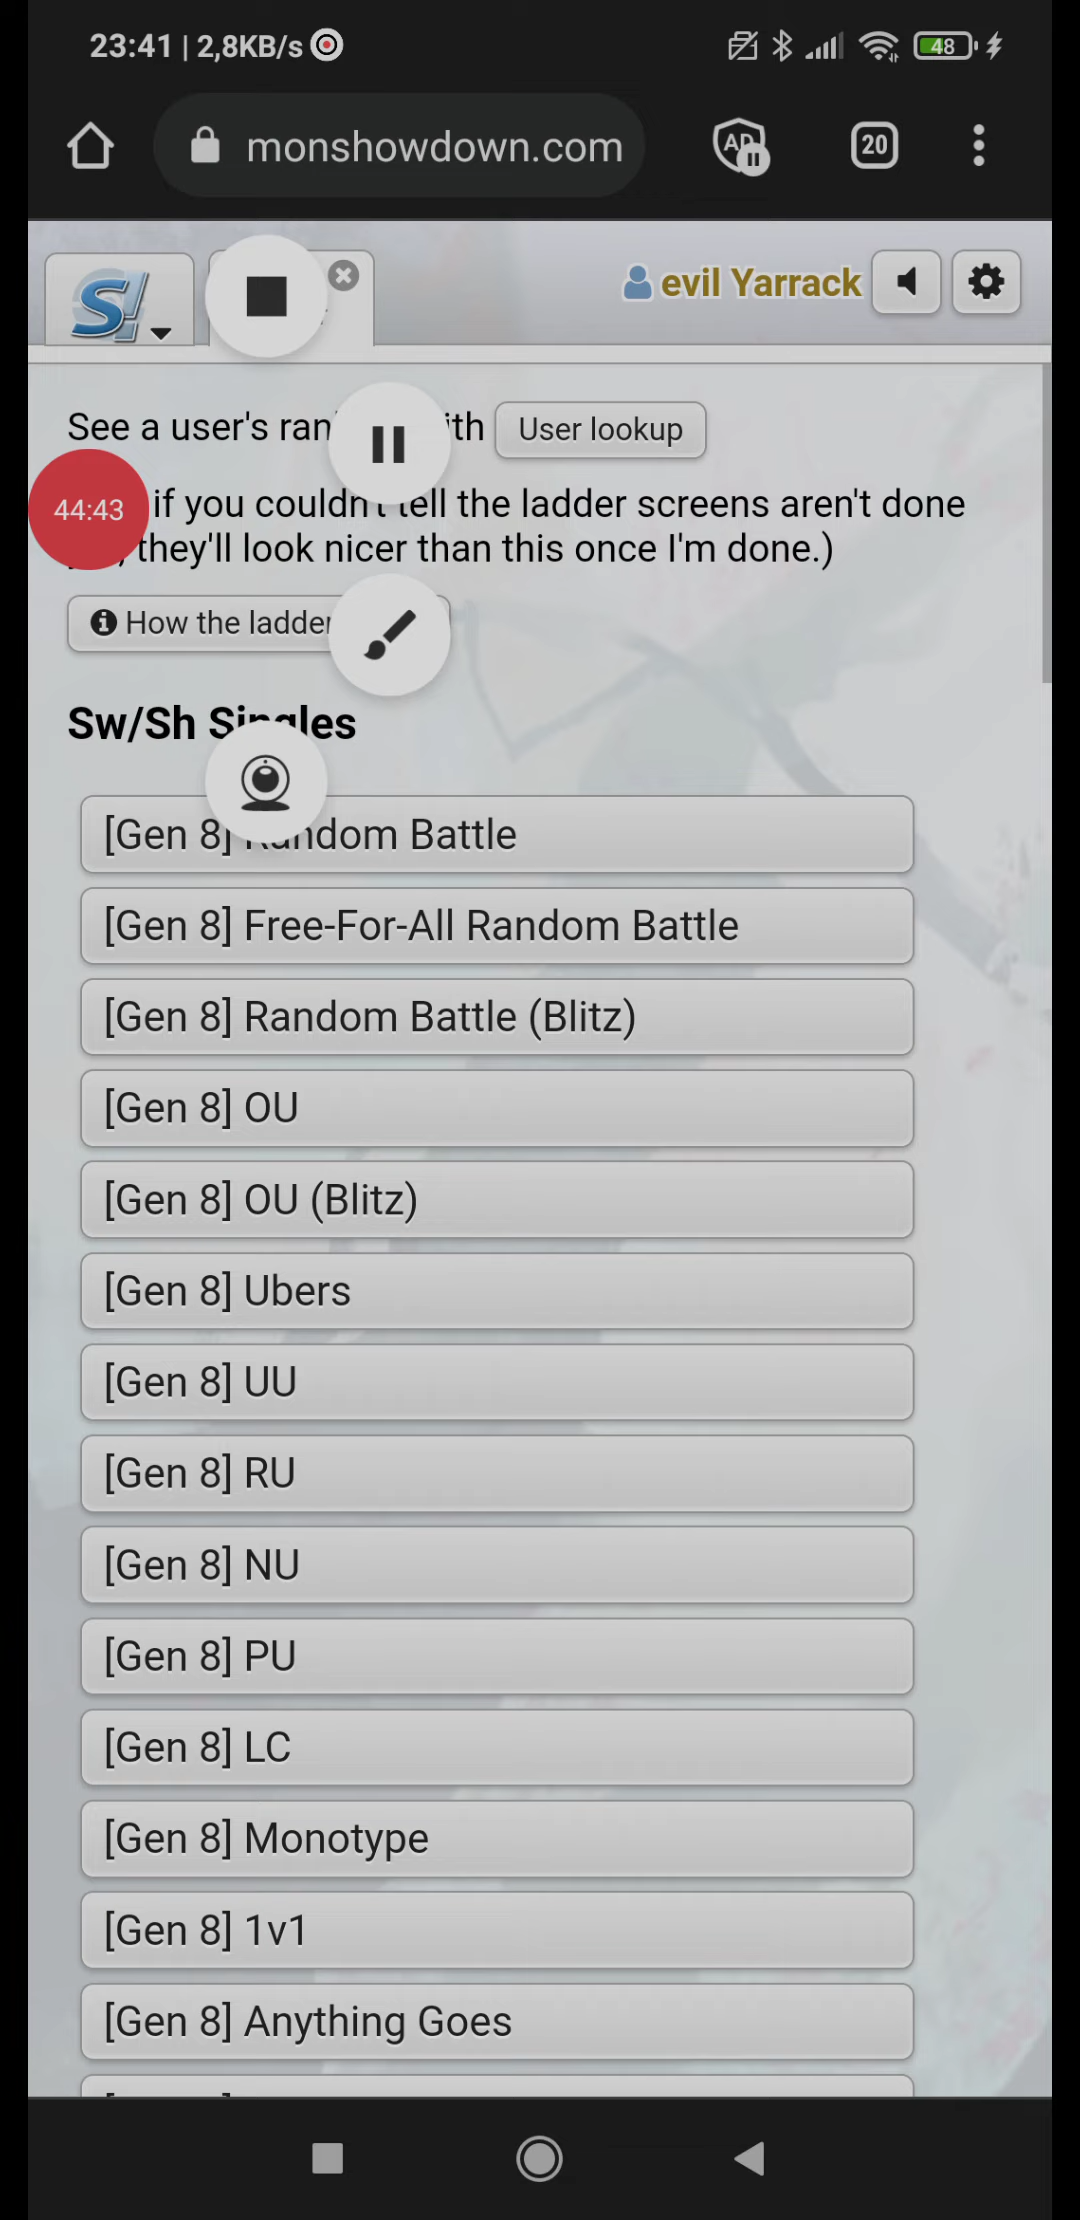 23:41 | 2,8KB/s
48
monshowdown.com
AD
20
S!
evil Yarrack
See a user's ran ith User lookup
44:43
if you couldn't tell the ladder screens aren't done
they'll look nicer than this once I'm done.)
How the ladder
Sw/Sh Singles
[Gen 8] Random Battle
[Gen 8] Free-For-All Random Battle
[Gen 8] Random Battle (Blitz)
[Gen 8] OU
[Gen 8] OU (Blitz)
[Gen 8] Ubers
[Gen 8] UU
[Gen 8] RU
[Gen 8] NU
[Gen 8] PU
[Gen 8] LC
[Gen 8] Monotype
[Gen 8] 1v1
[Gen 8] Anything Goes